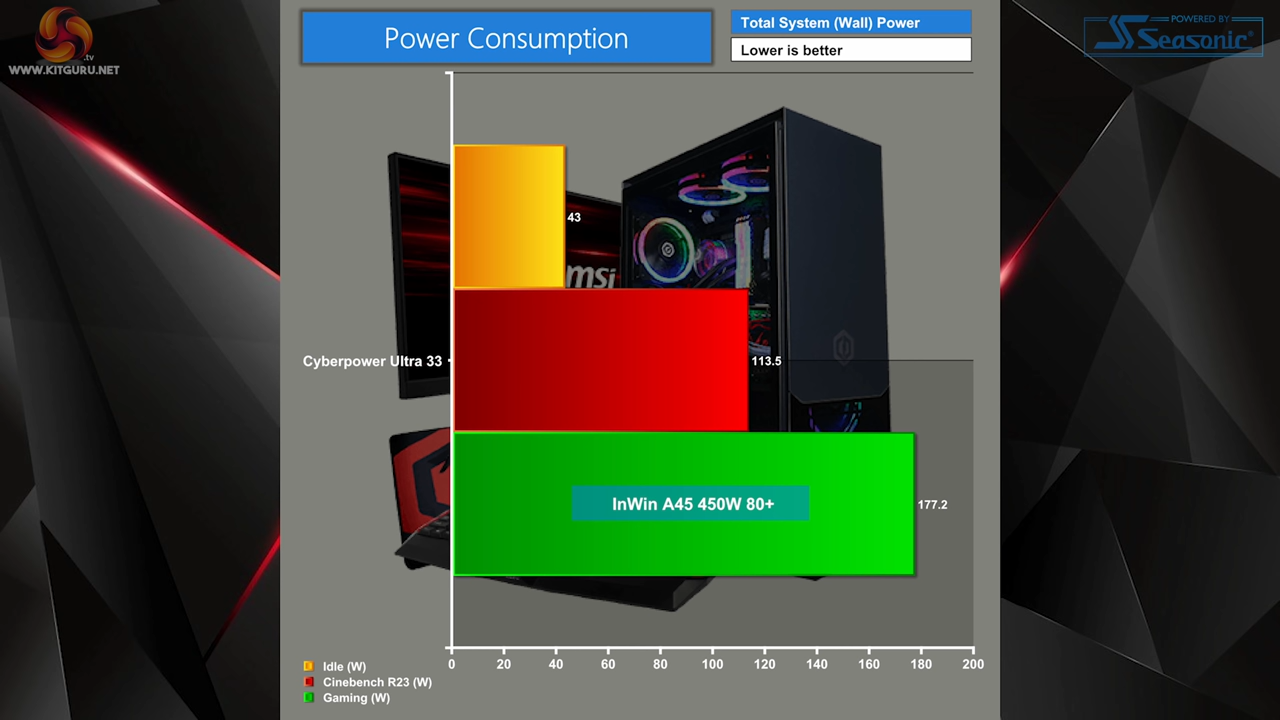 WWW.KITGURU.NET
.tv
Power Consumption
Total System (Wall) Power
Lower is better
POWERED BY
Seasonic®
43
msi
Cyberpower Ultra 33
113.5
InWin A45 450W 80+
177.2
0 20 40 60 80 100 120 140 160 180 200
Idle (W)
Cinebench R23 (W)
Gaming (W)